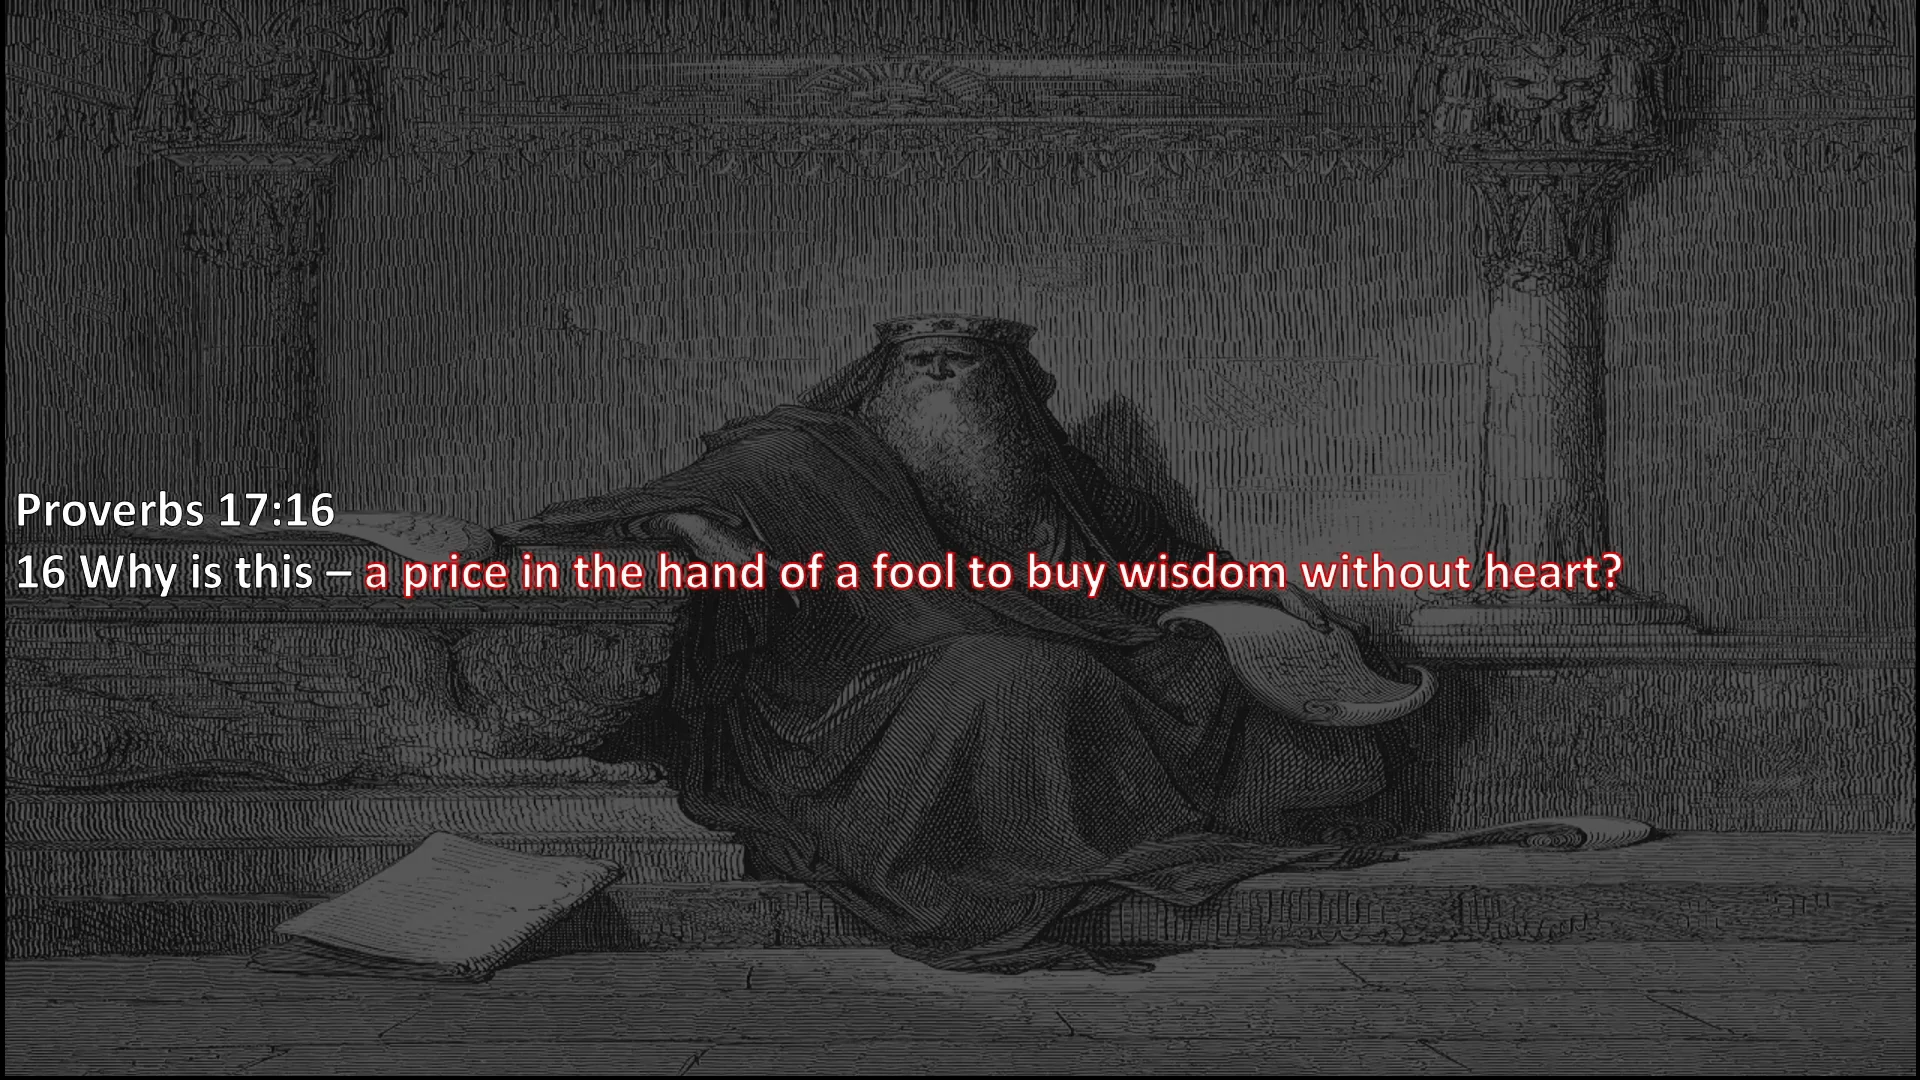 Proverbs 17:16
16 Why is this – a price in the hand of a fool to buy wisdom without heart?